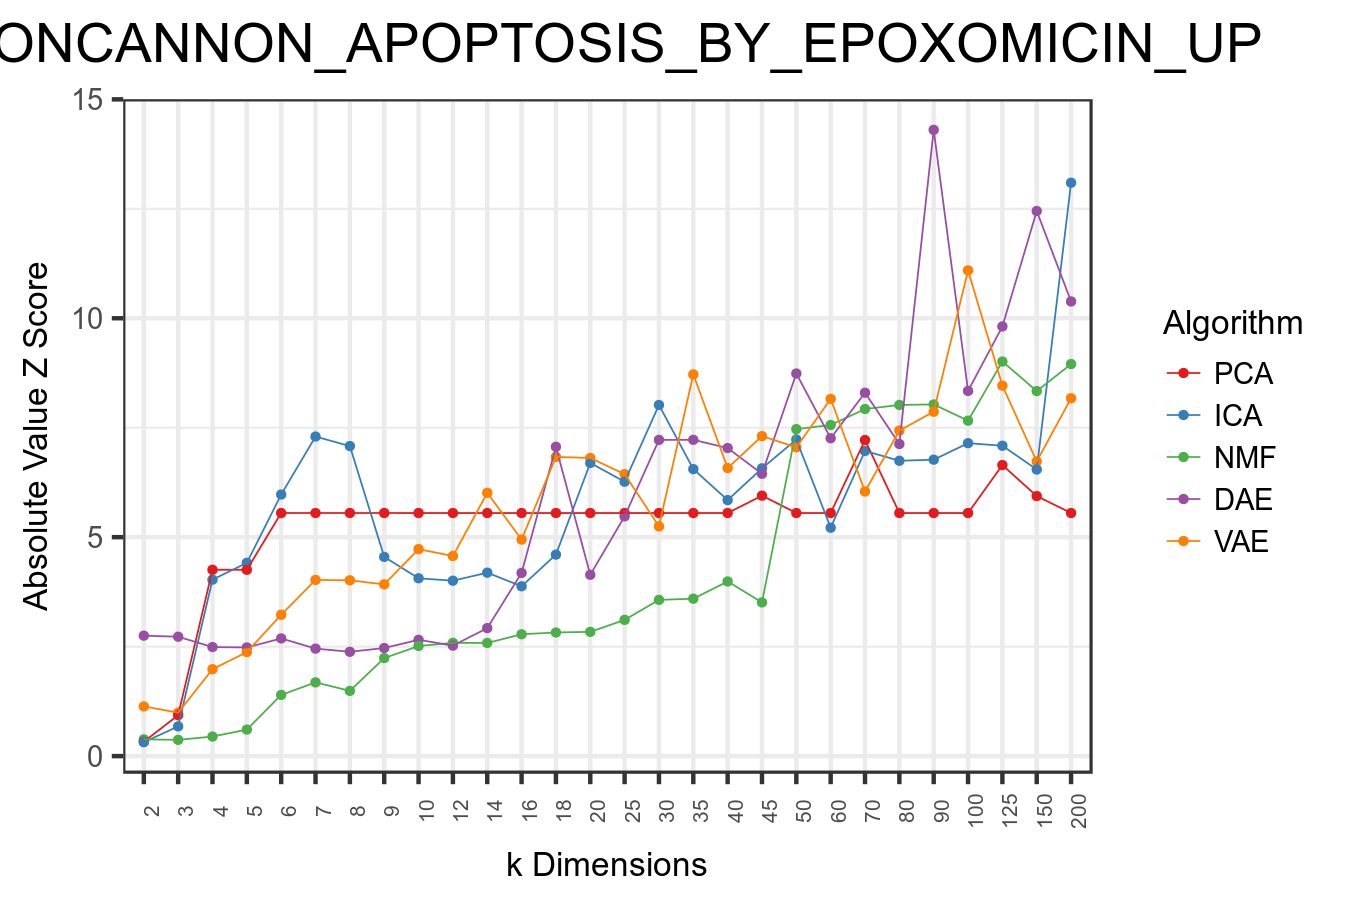 ONCANNON_APOPTOSIS_BY_EPOXOMICIN_UP
15
10
5
0
Absolute Value Z Score
2 3 4 5 6 7 8 9 10 12 14 16 18 20 25 30 35 40 45 50 60 70 80 90 100 125 150 200
k Dimensions
Algorithm
PCA
ICA
NMF
DAE
VAE